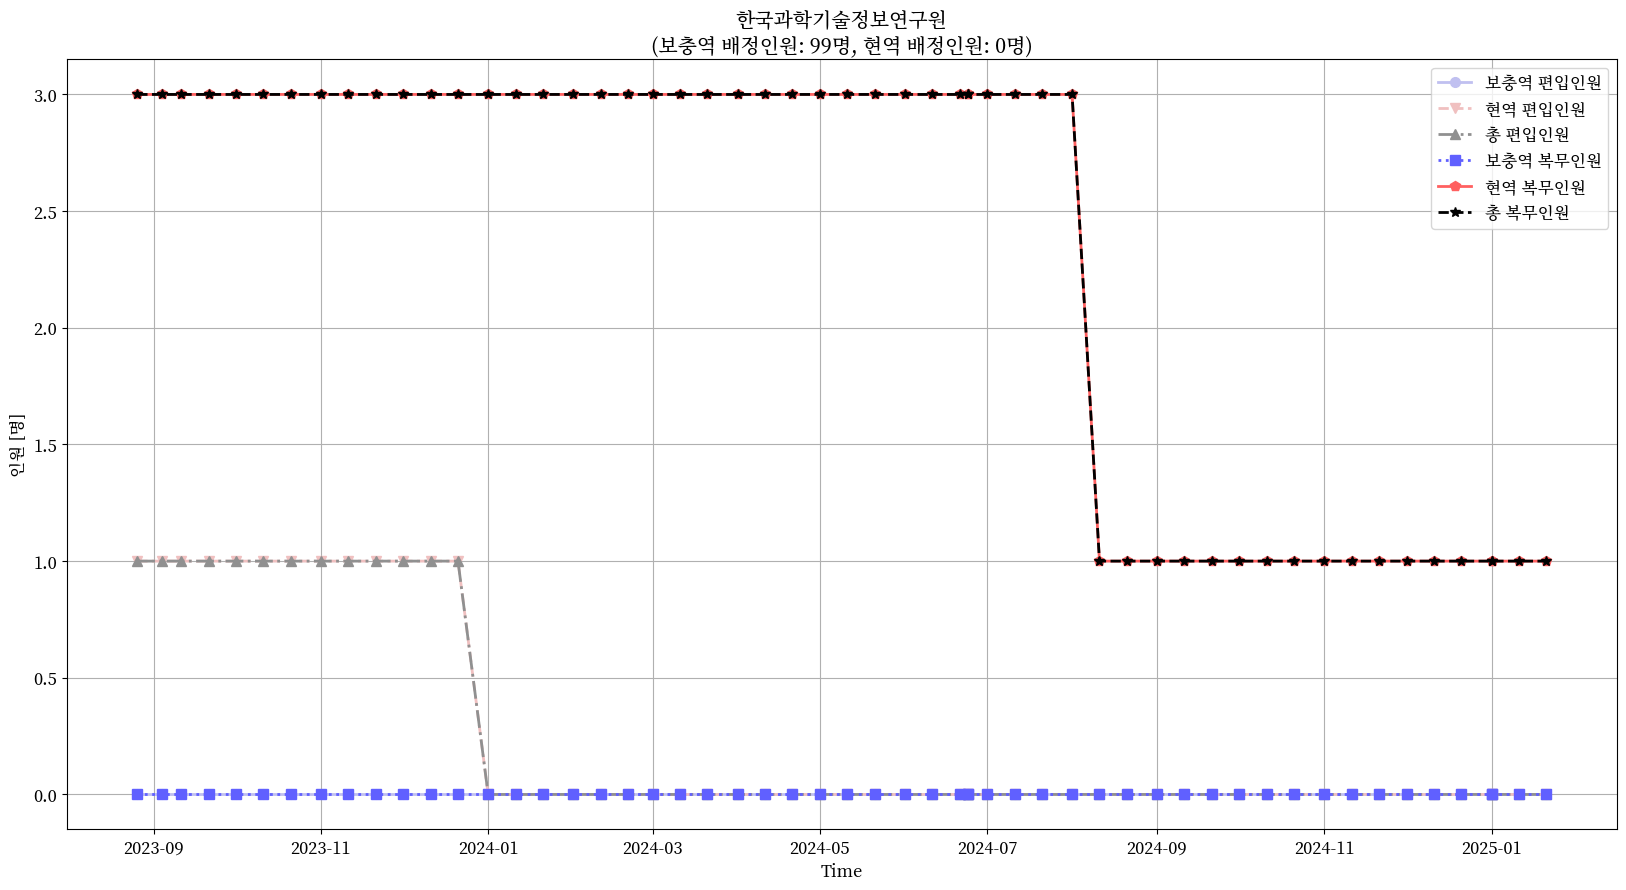 한국과학기술정보연구원
(보충역 배정인원: 99명, 현역 배정인원: 0명)
보충역 편입인원
현역 편입인원
총 편입인원
보충역 복무인원
현역 복무인원
총 복무인원
인원 [명]
3.0
2.5
2.0
1.5
1.0
0.5
0.0
2023-09 2023-11 2024-01 2024-03 2024-05 2024-07 2024-09 2024-11 2025-01
Time